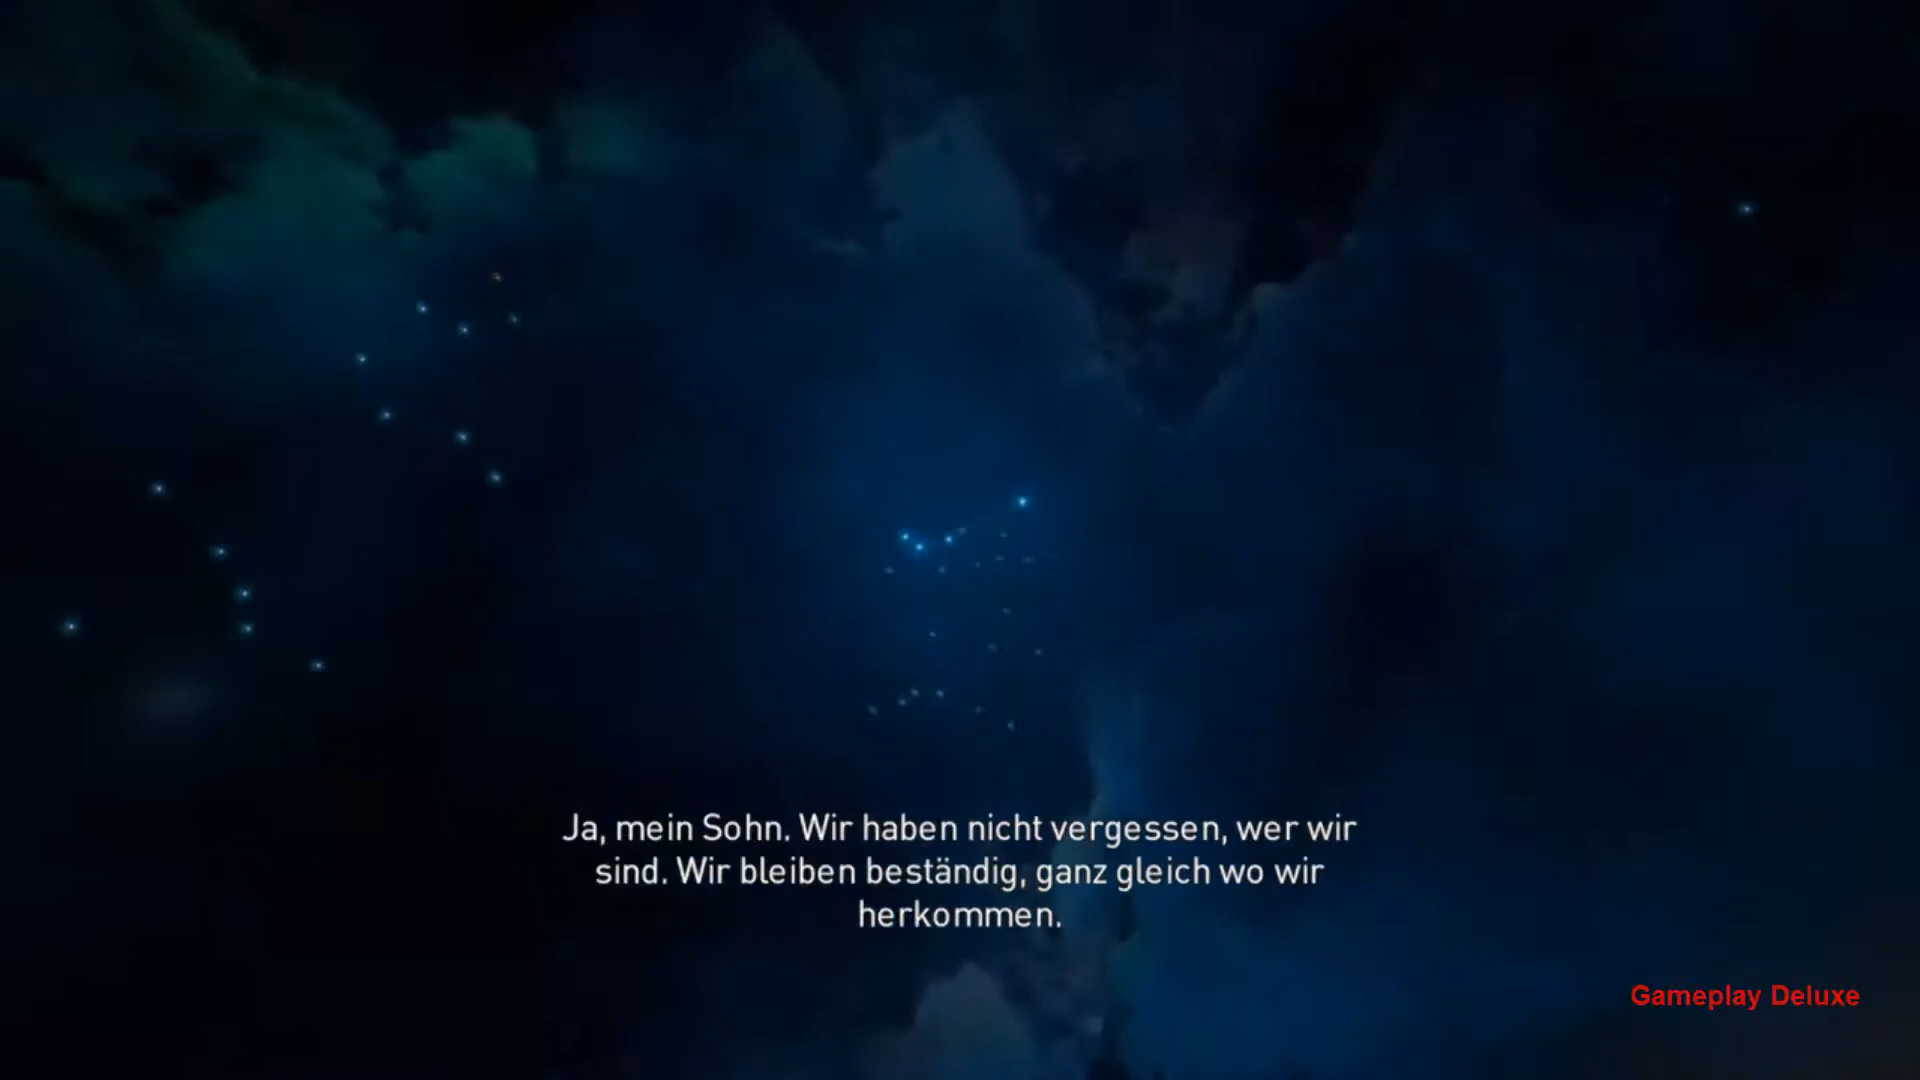 Ja, mein Sohn. Wir haben nicht vergessen, wer wir
sind. Wir bleiben beständig, ganz gleich wo wir
herkommen.
Gameplay Deluxe